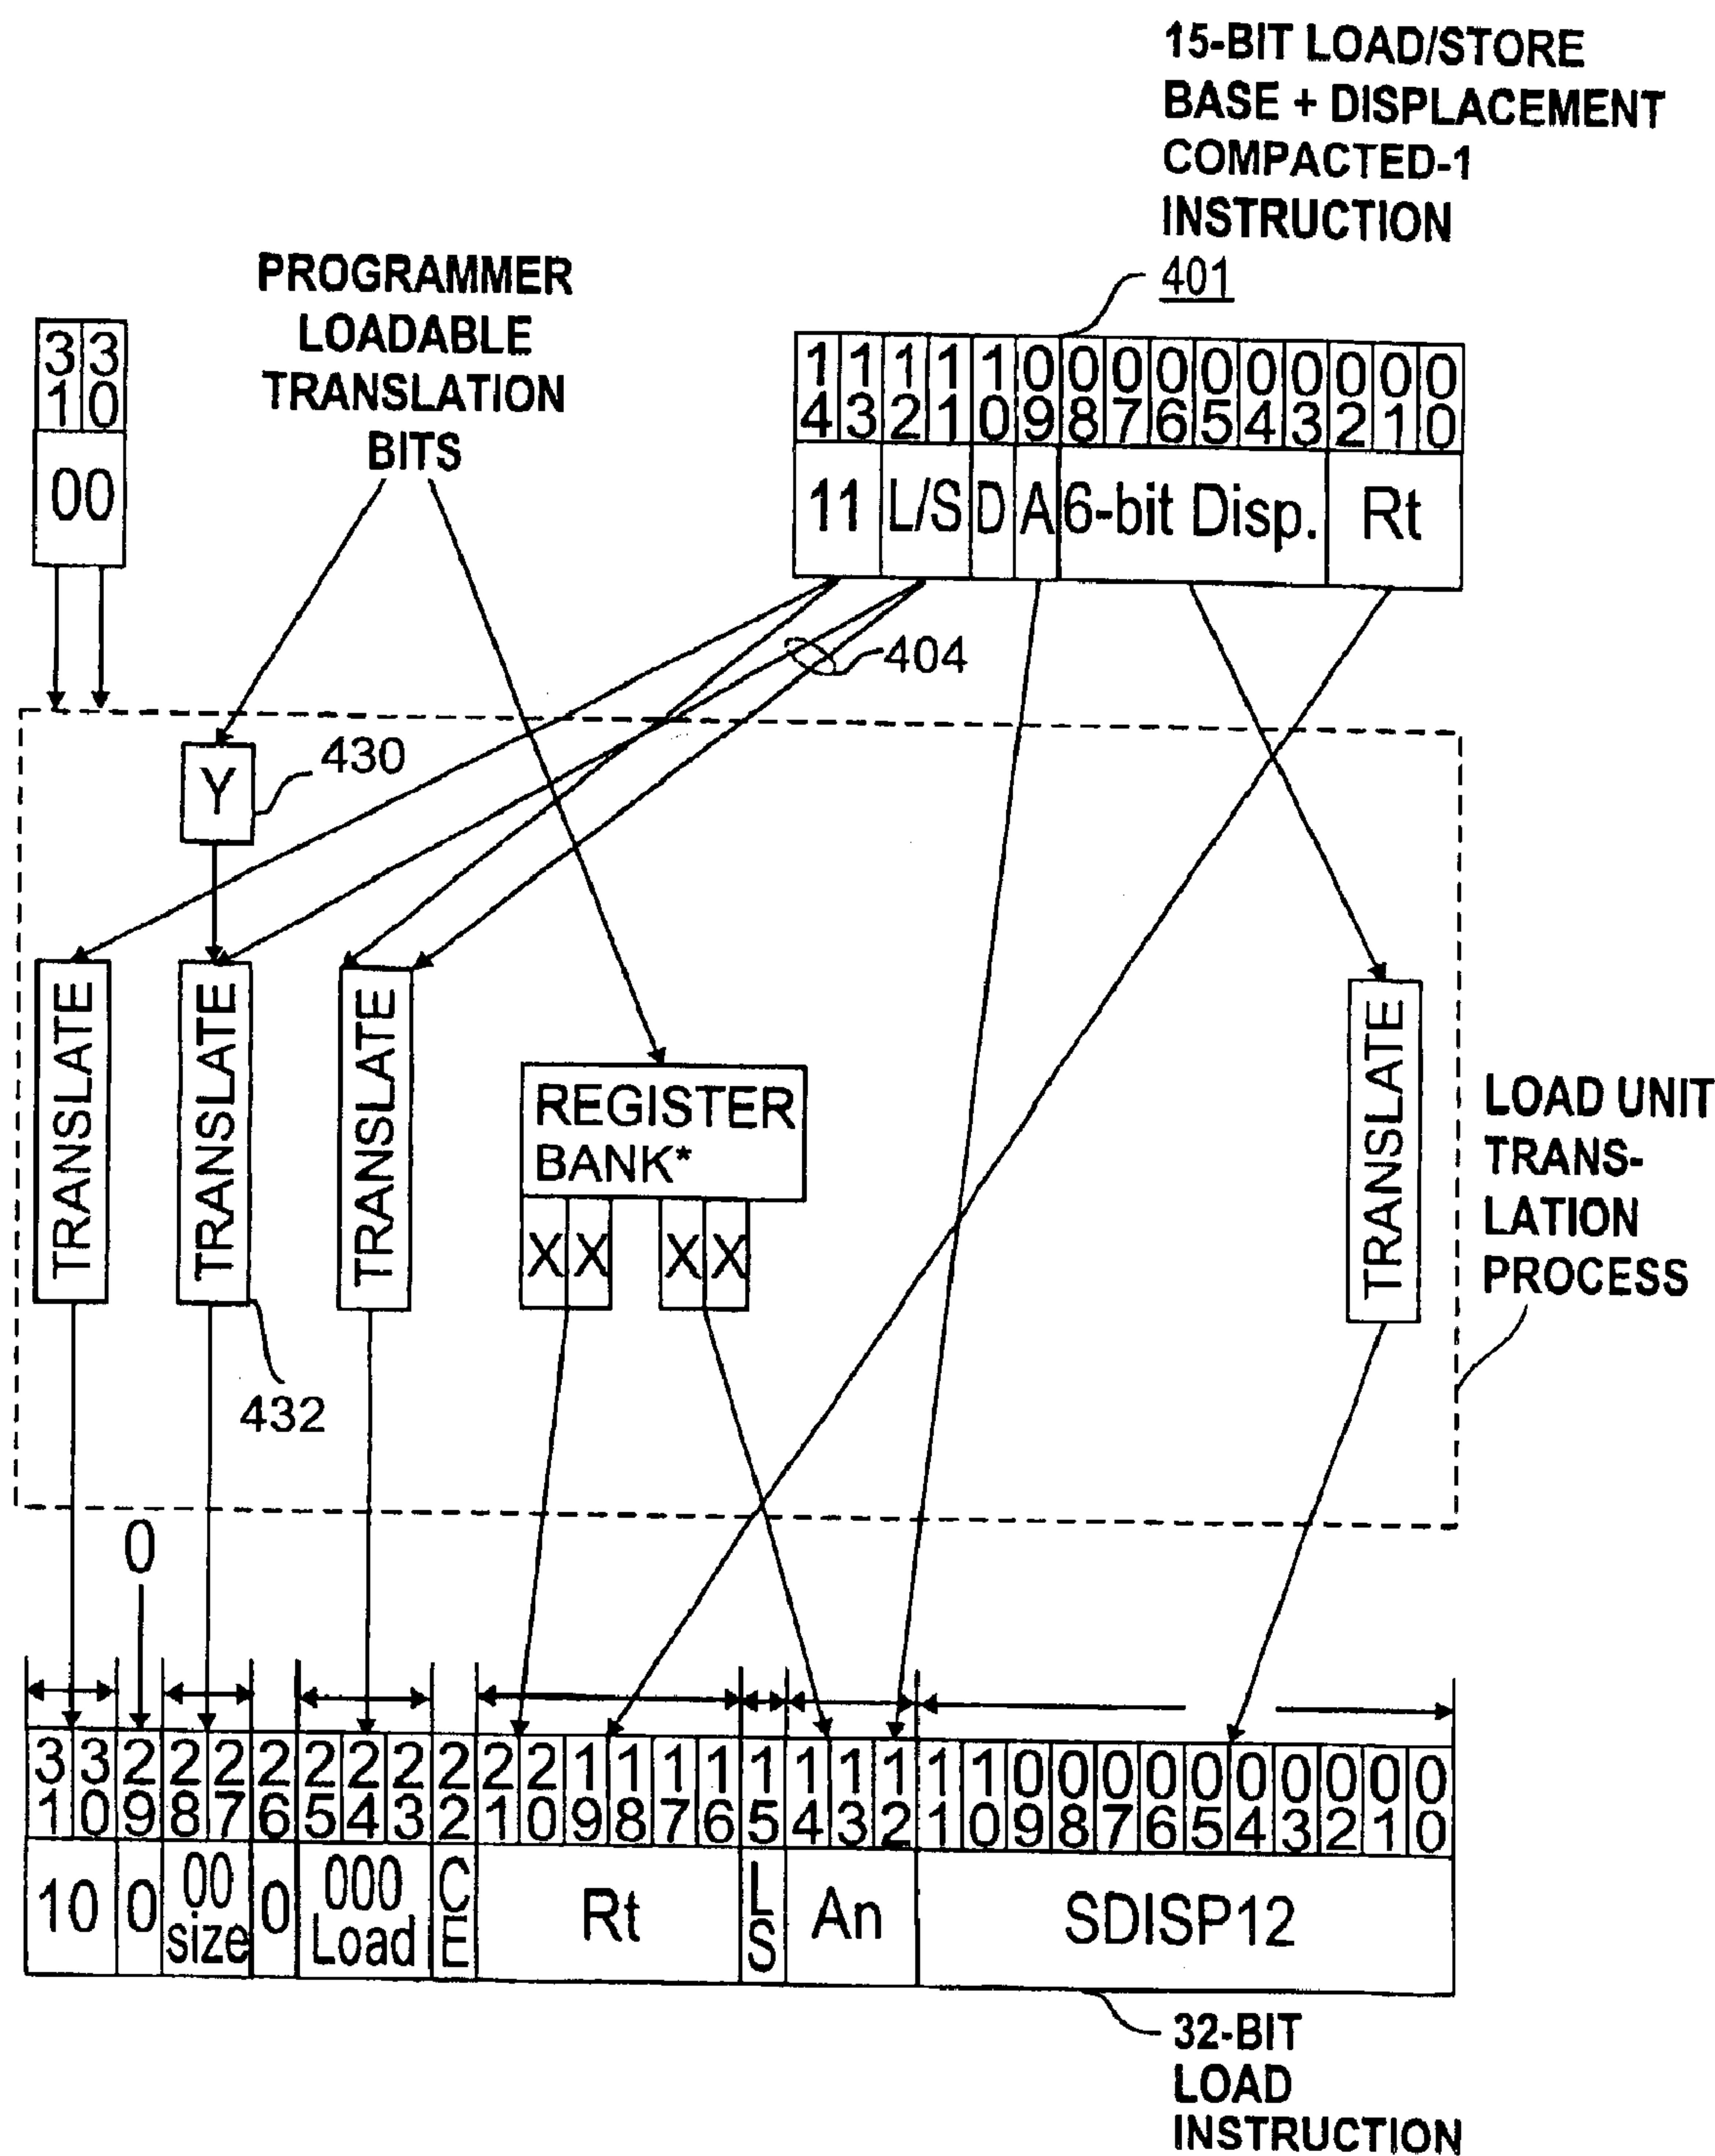 15-BIT LOAD/STORE
BASE + DISPLACEMENT
COMPACTED-1
INSTRUCTION
401
PROGRAMMER
LOADABLE
TRANSLATION
BITS
3 3
1 0
00
1 1 1 1 1 0 0 0 0 0 0 0 0 0 0
4 3 2 1 0 9 8 7 6 5 4 3 2 1 0
11 L/S D A 6-bit Disp. Rt
404
Y
430
TRANSLATE
TRANSLATE
TRANSLATE
REGISTER
BANK*
X X X X
TRANSLATE
LOAD UNIT
TRANS-
LATION
PROCESS
432
0
3 3 2 2 2 2 2 2 2 2 2 2 1 1 1 1 1 1 1 1 1 1 0 0 0 0 0 0 0 0 0 0
1 0 9 8 7 6 5 4 3 2 1 0 9 8 7 6 5 4 3 2 1 0 9 8 7 6 5 4 3 2 1 0
10 0 00 size 0 000 Load CE Rt LS An SDISP12
32-BIT
LOAD
INSTRUCTION